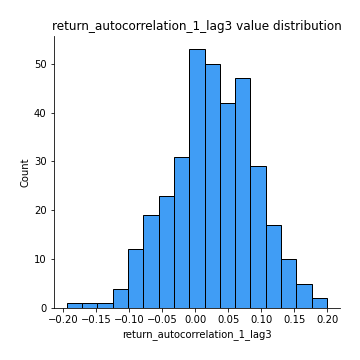 return_autocorrelation_1_lag3 value distribution
50
40
30
20
10
0
Count
−0.20 −0.15 −0.10 −0.05 0.00 0.05 0.10 0.15 0.20
return_autocorrelation_1_lag3